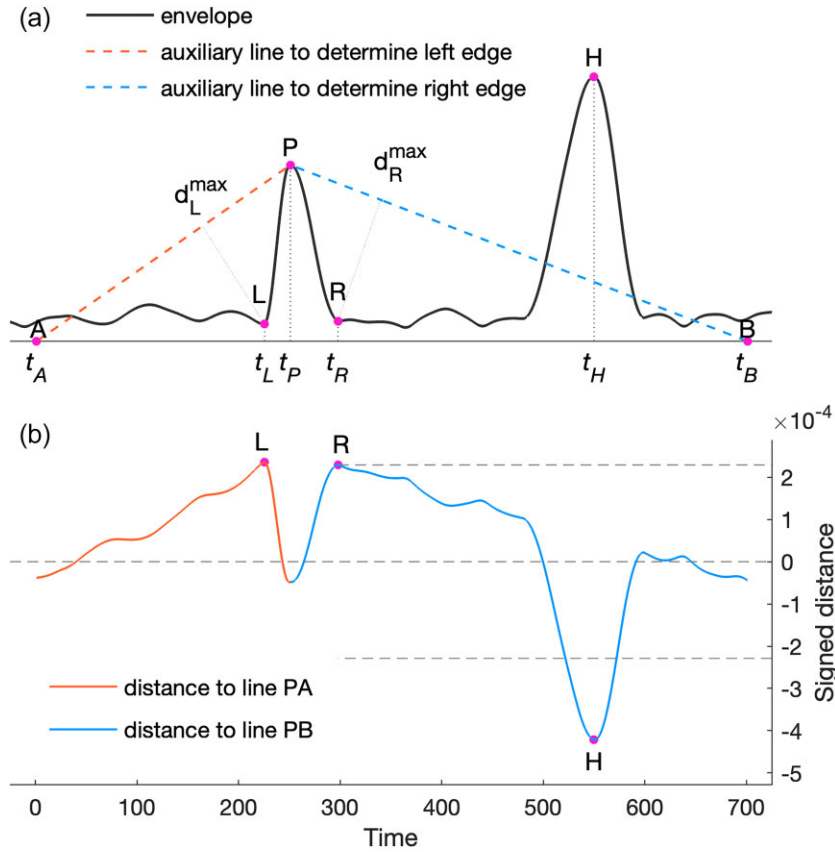 (a)
envelope
auxiliary line to determine left edge
auxiliary line to determine right edge
H
P
d_L^max
d_R^max
L
R
A
B
t_A
t_L
t_P
t_R
t_H
t_B
(b)
×10^-4
L
R
2
1
0
-1
-2
-3
-4
-5
Signed distance
distance to line PA
distance to line PB
H
0 100 200 300 400 500 600 700
Time